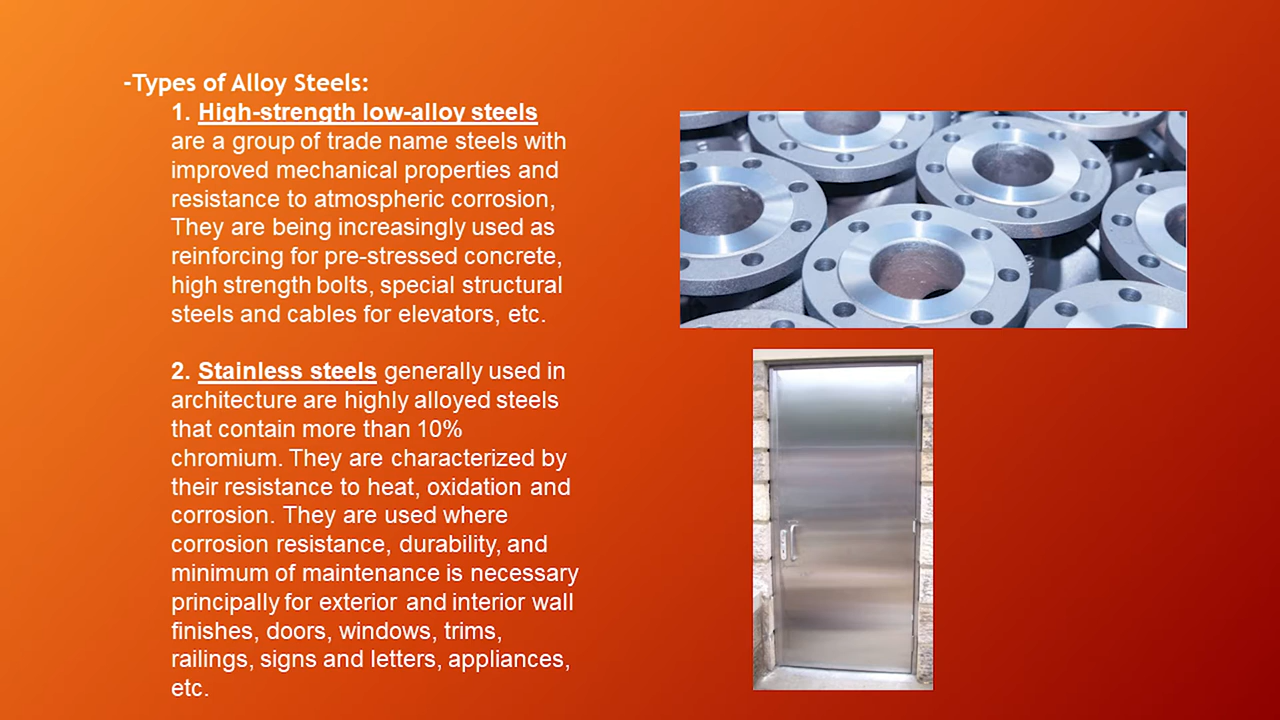 -Types of Alloy Steels:
1. High-strength low-alloy steels
are a group of trade name steels with
improved mechanical properties and
resistance to atmospheric corrosion,
They are being increasingly used as
reinforcing for pre-stressed concrete,
high strength bolts, special structural
steels and cables for elevators, etc.
2. Stainless steels generally used in
architecture are highly alloyed steels
that contain more than 10%
chromium. They are characterized by
their resistance to heat, oxidation and
corrosion. They are used where
corrosion resistance, durability, and
minimum of maintenance is necessary
principally for exterior and interior wall
finishes, doors, windows, trims,
railings, signs and letters, appliances,
etc.